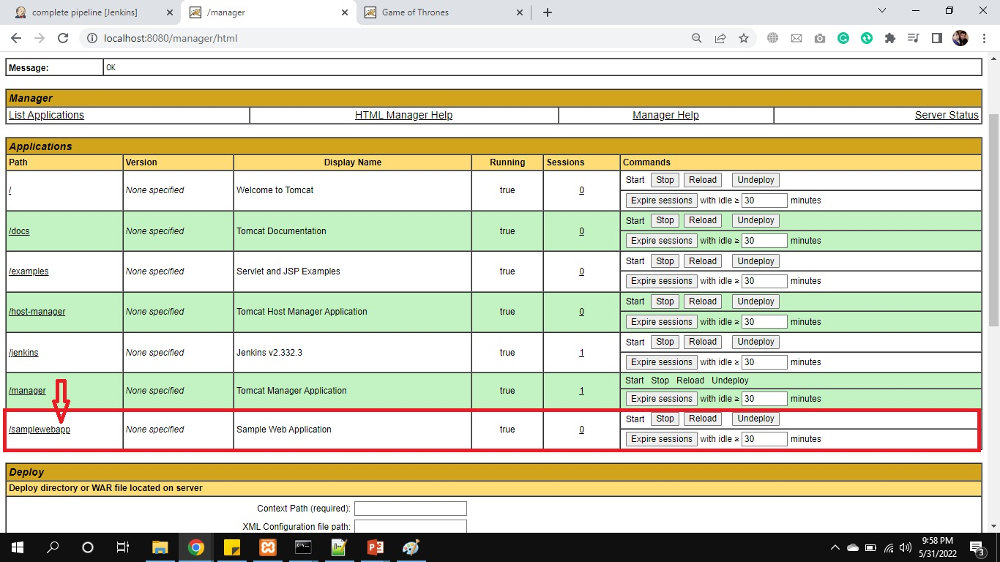 complete pipeline [Jenkins]
/manager
Game of Thrones
localhost:8080/manager/html
Message: OK
Manager
List Applications HTML Manager Help Manager Help Server Status
Applications
Path Version Display Name Running Sessions Commands
/ None specified Welcome to Tomcat true 0 Start Stop Reload Undeploy
Expire sessions with idle ≥ 30 minutes
/docs None specified Tomcat Documentation true 0 Start Stop Reload Undeploy
Expire sessions with idle ≥ 30 minutes
/examples None specified Servlet and JSP Examples true 0 Start Stop Reload Undeploy
Expire sessions with idle ≥ 30 minutes
/host-manager None specified Tomcat Host Manager Application true 0 Start Stop Reload Undeploy
Expire sessions with idle ≥ 30 minutes
/jenkins None specified Jenkins v2.332.3 true 1 Start Stop Reload Undeploy
Expire sessions with idle ≥ 30 minutes
/manager None specified Tomcat Manager Application true 1 Start Stop Reload Undeploy
Expire sessions with idle ≥ 30 minutes
/samplewebapp None specified Sample Web Application true 0 Start Stop Reload Undeploy
Expire sessions with idle ≥ 30 minutes
Deploy
Deploy directory or WAR file located on server
Context Path (required):
XML Configuration file path:
9:58 PM
5/31/2022
3